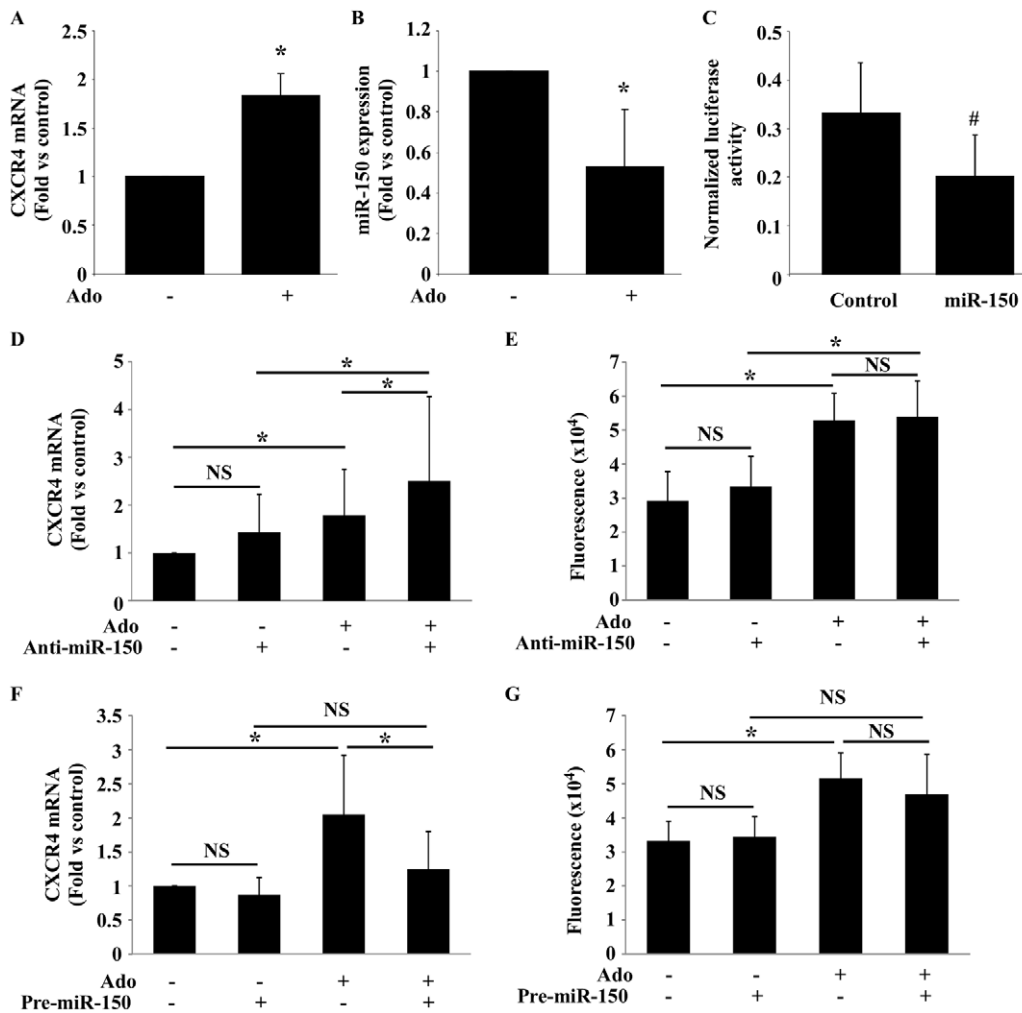 A
CXCR4 mRNA
(Fold vs control)
2.5
2
1.5
1
0.5
0
*
Ado - +
B
miR-150 expression
(Fold vs control)
1.2
1
0.8
0.6
0.4
0.2
0
*
Ado - +
C
Normalized luciferase
activity
0.5
0.4
0.3
0.2
0.1
0
#
Control miR-150
D
CXCR4 mRNA
(Fold vs control)
5
4
3
2
1
0
*
*
*
NS
Ado - - + +
Anti-miR-150 - + - +
E
Fluorescence (x10⁴)
7
6
5
4
3
2
1
0
*
NS
*
NS
Ado - - + +
Anti-miR-150 - + - +
F
CXCR4 mRNA
(Fold vs control)
3.5
3
2.5
2
1.5
1
0.5
0
NS
* *
NS
Ado - - + +
Pre-miR-150 - + - +
G
Fluorescence (x10⁴)
7
6
5
4
3
2
1
0
NS
* NS
NS
Ado - - + +
Pre-miR-150 - + - +